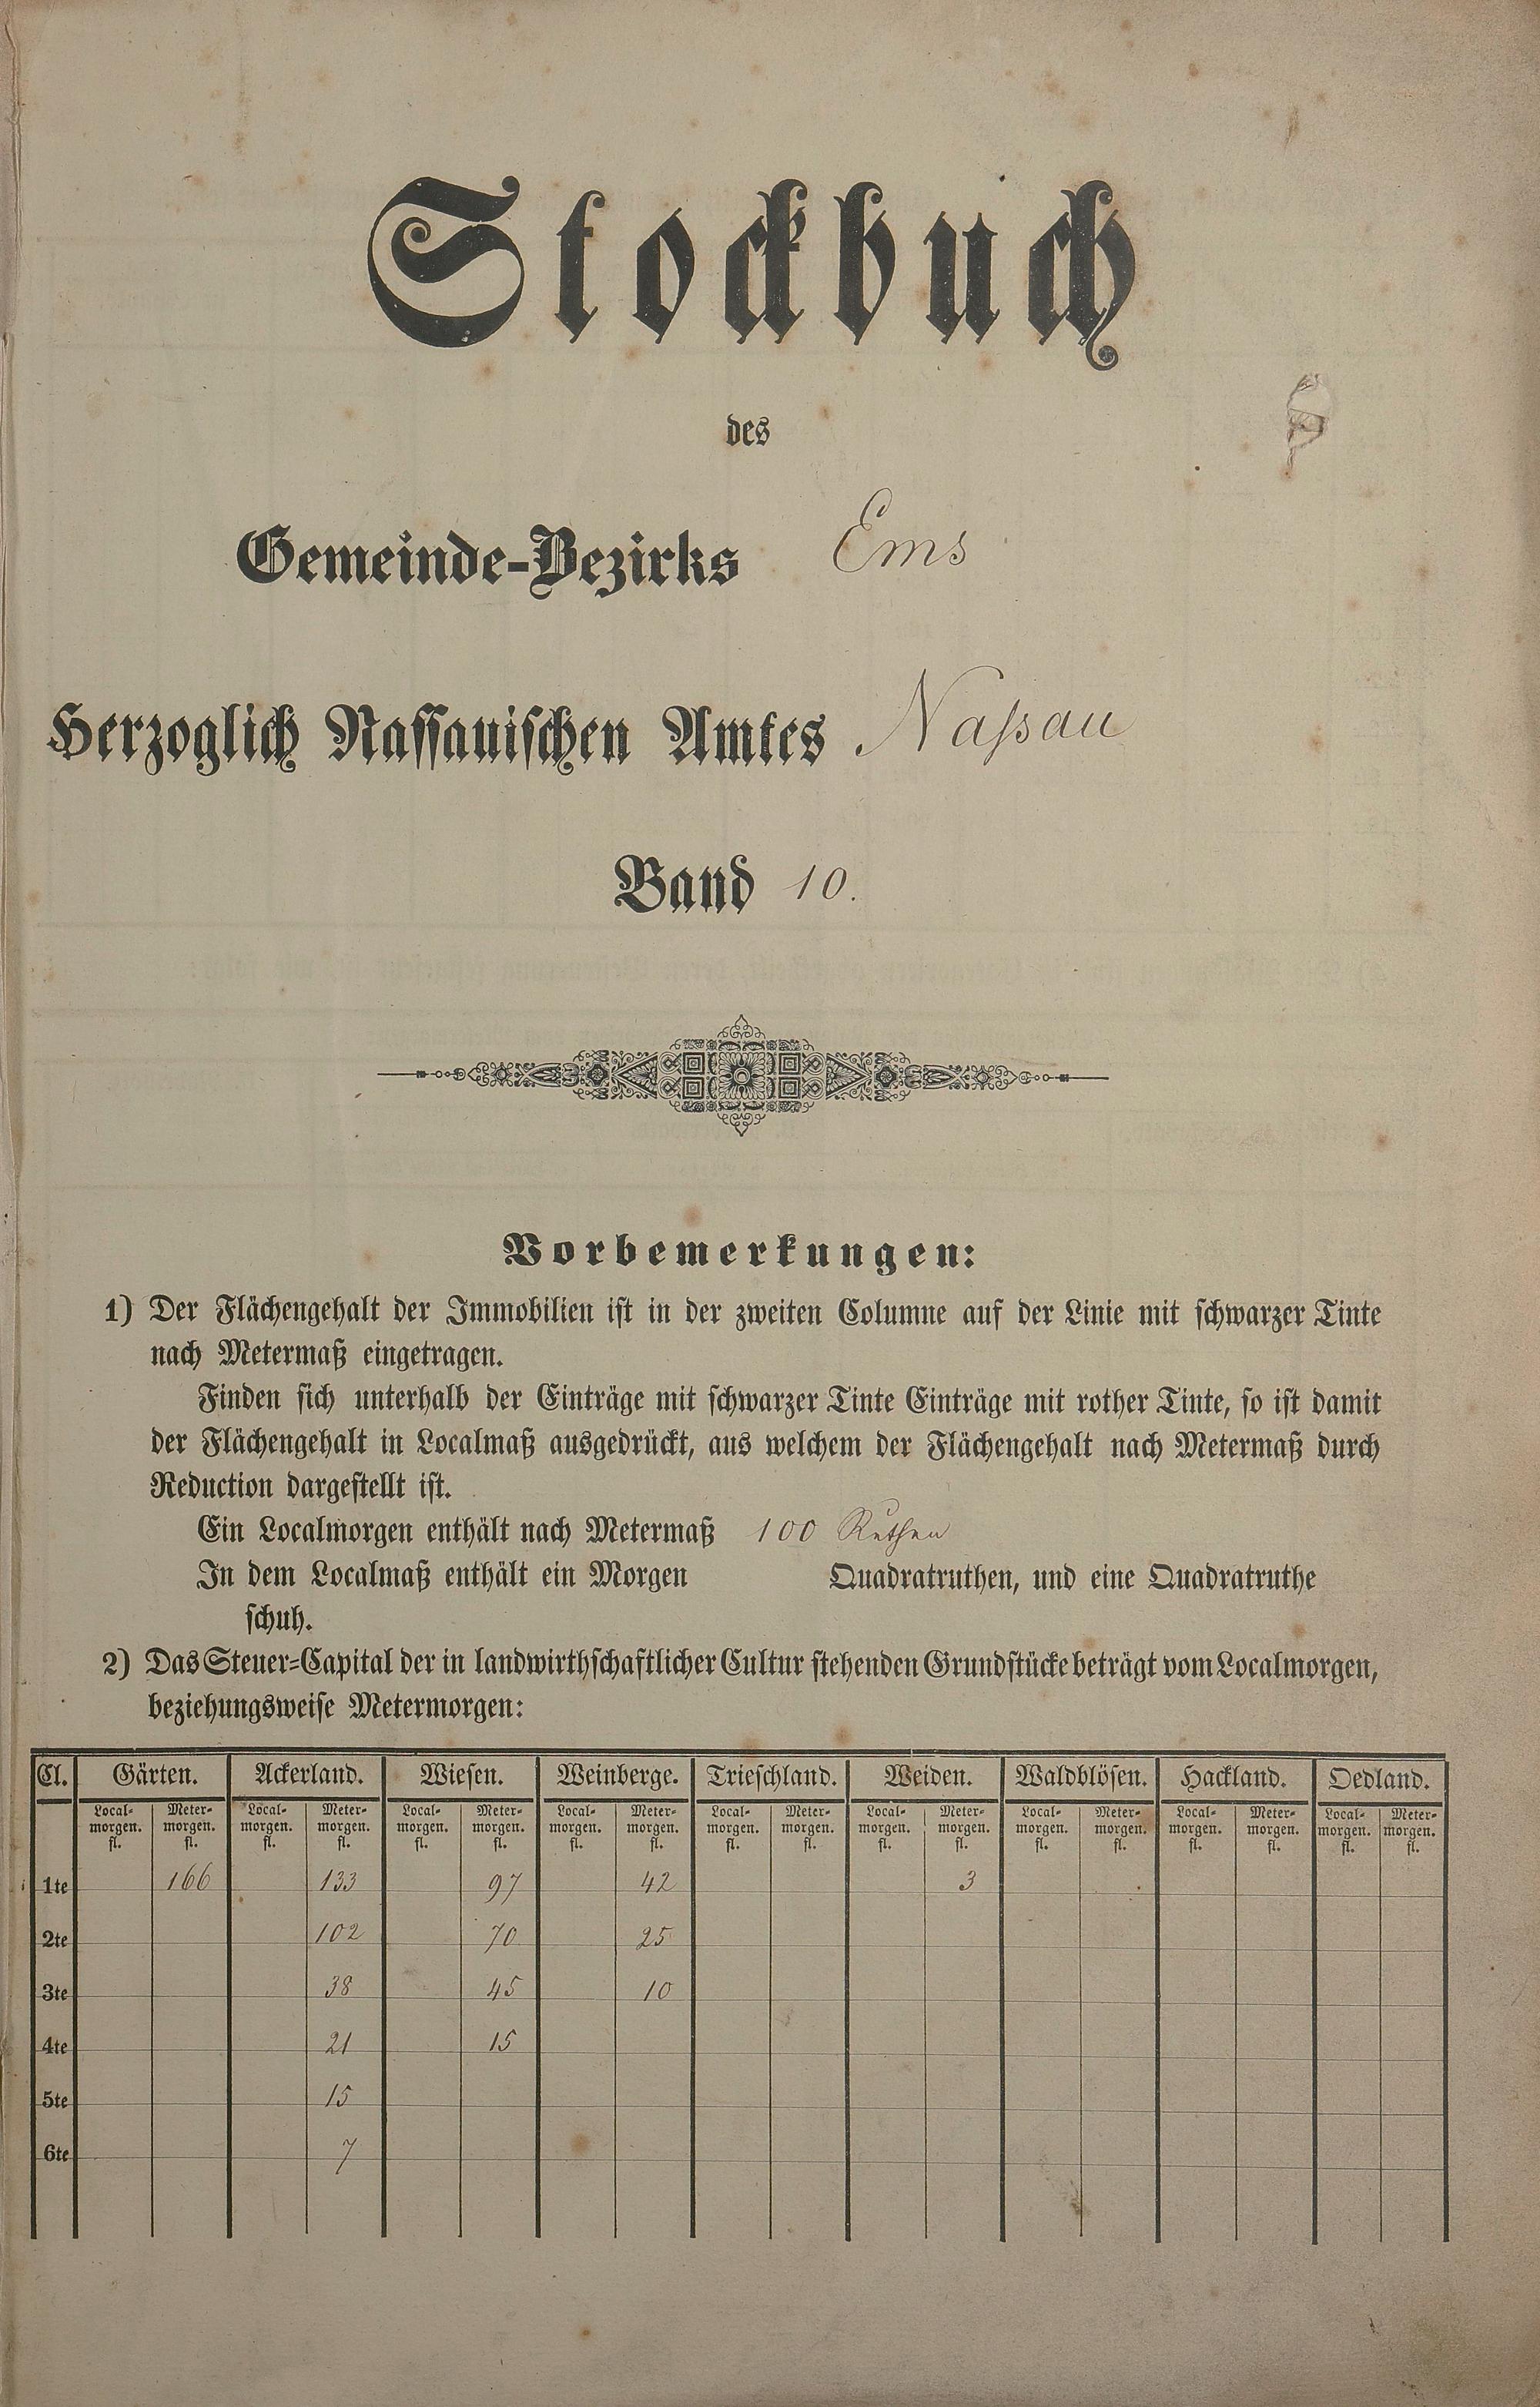 Stockbuch
des
Gemeinde-Bezirks Ems
Herzoglich Nassauischen Amtes Naßau
Band 10.
Vorbemerkungen:
1) Der Flächengehalt der Immobilien ist in der zweiten Columne auf der Linie mit schwarzer Tinte
nach Metermaß eingetragen.
Finden sich unterhalb der Einträge mit schwarzer Tinte Einträge mit rother Tinte, so ist damit
der Flächengehalt in Localmaß ausgedrückt, aus welchem der Flächengehalt nach Metermaß durch
Reduction dargestellt ist.
Ein Localmorgen enthält nach Metermaß 100 Ruthen
In dem Localmaß enthält ein Morgen Quadratruthen, und eine Quadratruthe
schuh.
2) Das Steuer-Capital der in landwirthschaftlicher Cultur stehenden Grundstücke beträgt vom Localmorgen,
beziehungsweise Metermorgen:
Cl. Gärten. Ackerland. Wiesen. Weinberge. Trieschland. Weiden. Waldblösen. Hackland. Oedland.
Local- Meter- Local- Meter- Local- Meter- Local- Meter- Local- Meter- Local- Meter- Local- Meter- Local- Meter- Local- Meter-
morgen. morgen. morgen. morgen. morgen. morgen. morgen. morgen. morgen. morgen. morgen. morgen. morgen. morgen. morgen. morgen. morgen. morgen.
fl. fl. fl. fl. fl. fl. fl. fl. fl. fl. fl. fl. fl. fl. fl. fl. fl. fl.
1te 166 133 97 42 3
2te 102 70 25
3te 38 45 10
4te 21 15
5te 15
6te 7